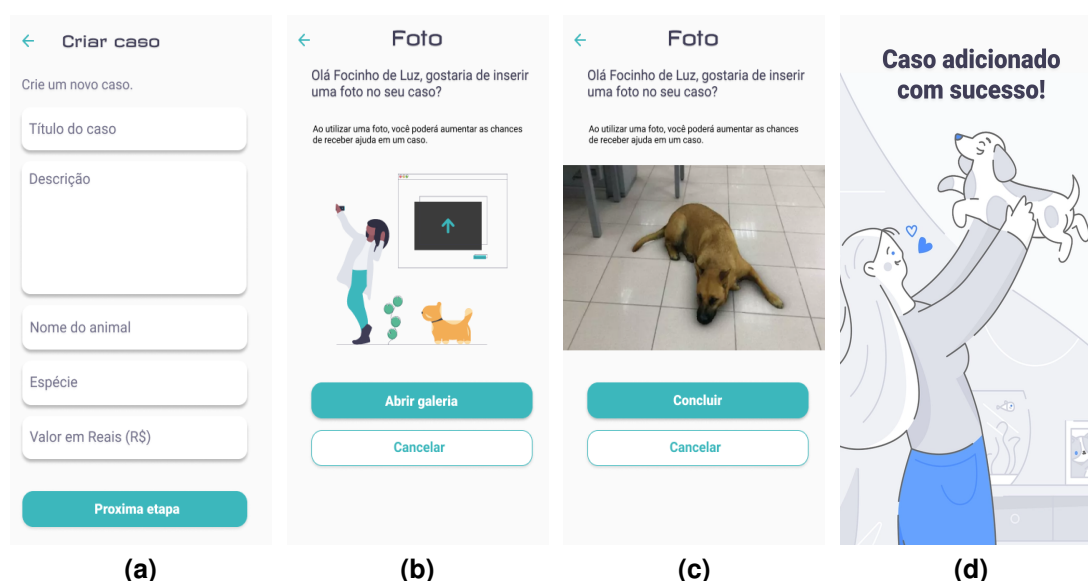 Criar caso
Crie um novo caso.
Título do caso
Descrição
Nome do animal
Espécie
Valor em Reais (R$)
Proxima etapa
(a)
Foto
Olá Focinho de Luz, gostaria de inserir
uma foto no seu caso?
Ao utilizar uma foto, você poderá aumentar as chances
de receber ajuda em um caso.
Abrir galeria
Cancelar
(b)
Foto
Olá Focinho de Luz, gostaria de inserir
uma foto no seu caso?
Ao utilizar uma foto, você poderá aumentar as chances
de receber ajuda em um caso.
Concluir
Cancelar
(c)
Caso adicionado
com sucesso!
(d)